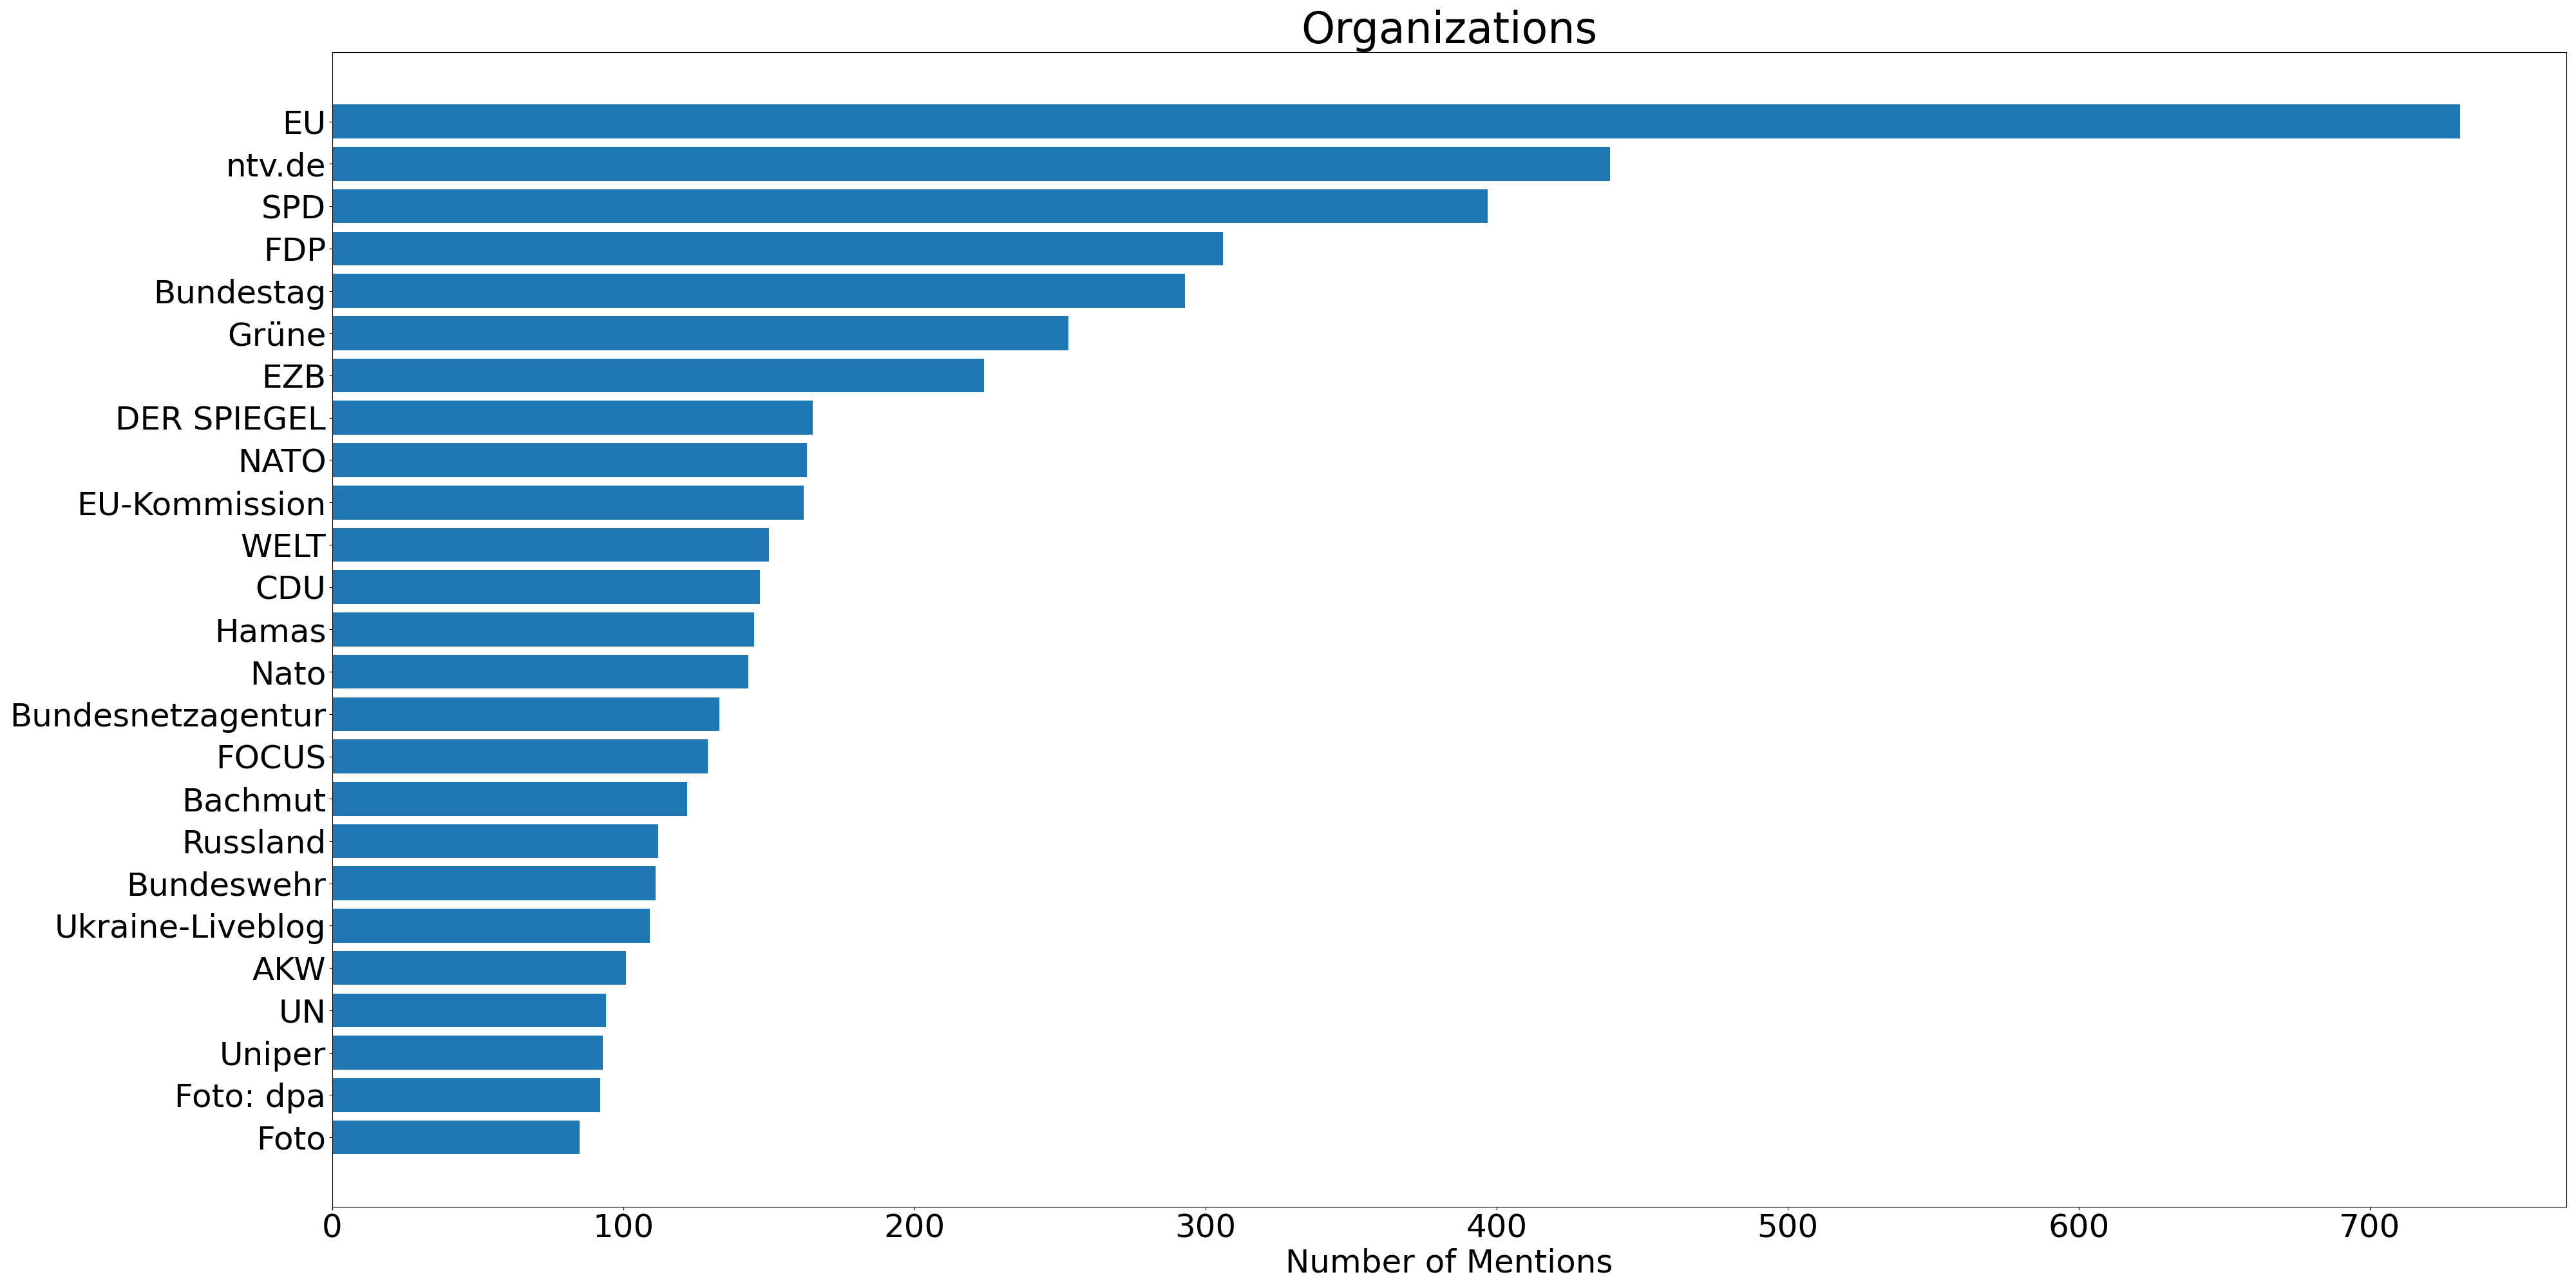 Organizations
EU
ntv.de
SPD
FDP
Bundestag
Grüne
EZB
DER SPIEGEL
NATO
EU-Kommission
WELT
CDU
Hamas
Nato
Bundesnetzagentur
FOCUS
Bachmut
Russland
Bundeswehr
Ukraine-Liveblog
AKW
UN
Uniper
Foto: dpa
Foto
0 100 200 300 400 500 600 700
Number of Mentions